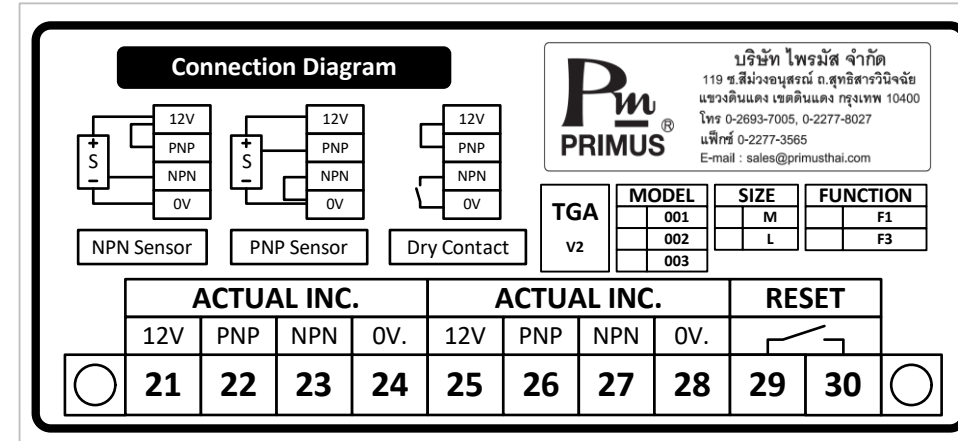 Connection Diagram
12V
PNP
NPN
0V
+
S
-
NPN Sensor
12V
PNP
NPN
0V
+
S
-
PNP Sensor
12V
PNP
NPN
0V
Dry Contact
Pm
PRIMUS ®
บริษัท ไพรมัส จำกัด
119 ซ.สีม่วงอนุสรณ์ ถ.สุทธิสารวินิจฉัย
แขวงดินแดง เขตดินแดง กรุงเทพ 10400
โทร 0-2693-7005, 0-2277-8027
แฟ็กซ์ 0-2277-3565
E-mail : sales@primusthai.com
TGA
V2
MODEL
001
002
003
SIZE
M
L
FUNCTION
F1
F3
ACTUAL INC. ACTUAL INC. RESET
12V PNP NPN 0V. 12V PNP NPN 0V.
21 22 23 24 25 26 27 28 29 30